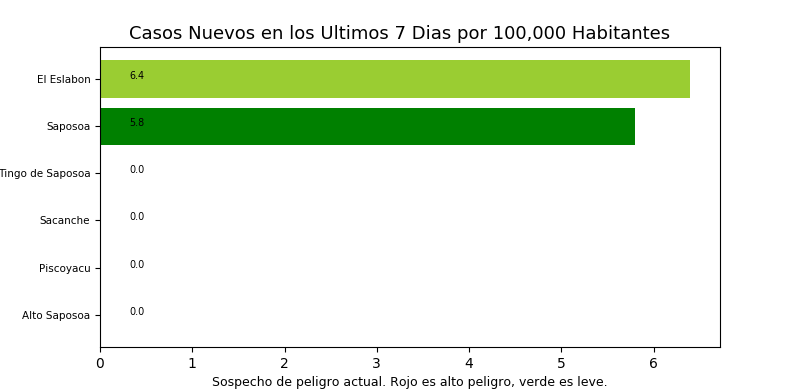 Casos Nuevos en los Ultimos 7 Dias por 100,000 Habitantes
El Eslabon 6.4
Saposoa 5.8
Tingo de Saposoa 0.0
Sacanche 0.0
Piscoyacu 0.0
Alto Saposoa 0.0
0 1 2 3 4 5 6
Sospecho de peligro actual. Rojo es alto peligro, verde es leve.